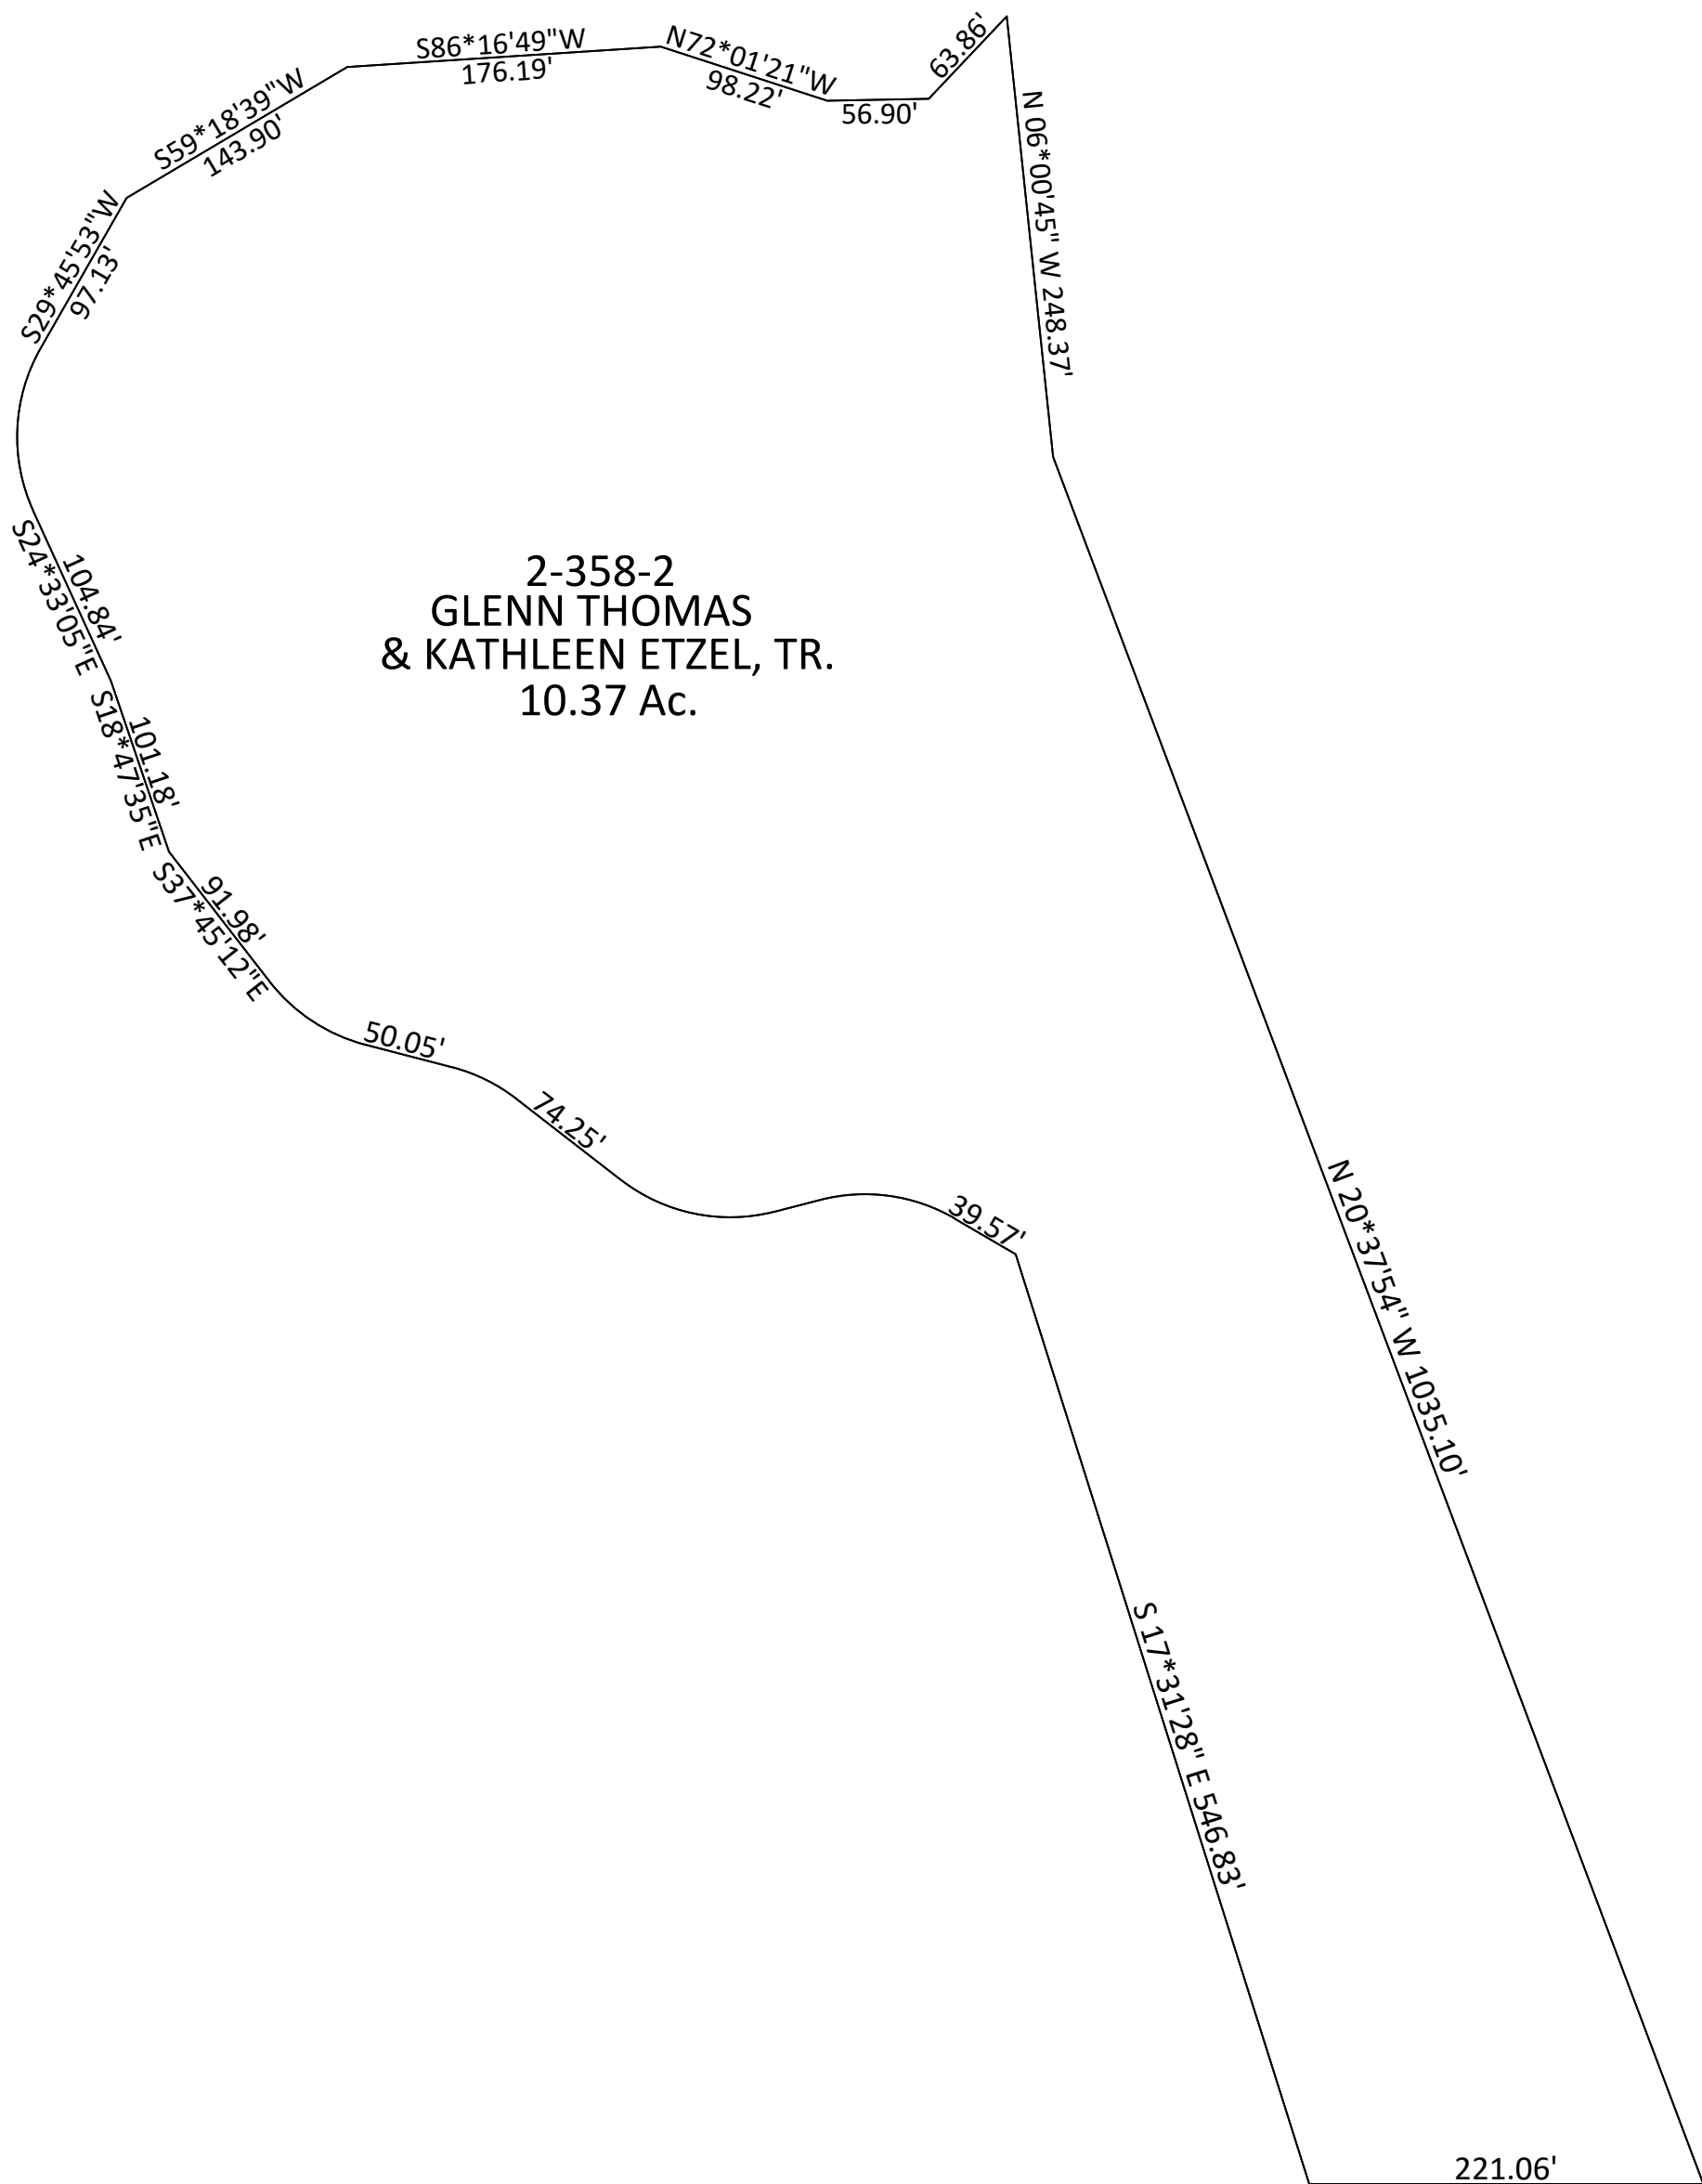 S86*16'49"W
176.19'
N72*01'21"W
98.22'
56.90'
63.86'
N 06*00'45" W 248.37'
S59*18'39"W
143.90'
S29*45'53"W
97.13'
2-358-2
GLENN THOMAS
& KATHLEEN ETZEL, TR.
10.37 Ac.
104.84'
S24*33'05"E
101.18'
S18*47'35"E
91.98'
S37*45'12"E
50.05'
74.25'
39.57'
N 20*37'54" W 1035.10'
S 17*31'28" E 546.83'
221.06'